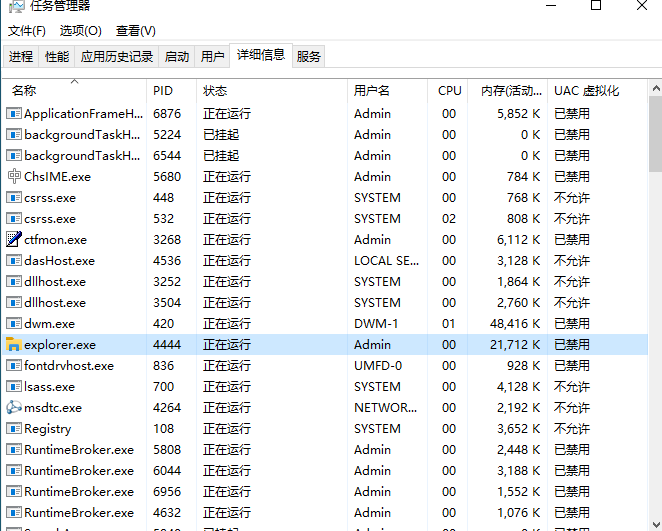 任务管理器
文件(F) 选项(O) 查看(V)
进程 性能 应用历史记录 启动 用户 详细信息 服务
名称 PID 状态 用户名 CPU 内存(活动... UAC 虚拟化
ApplicationFrameH... 6876 正在运行 Admin 00 5,852 K 已禁用
backgroundTaskH... 5224 已挂起 Admin 00 0 K 已禁用
backgroundTaskH... 6544 已挂起 Admin 00 0 K 已禁用
ChsIME.exe 5680 正在运行 Admin 00 784 K 已禁用
csrss.exe 448 正在运行 SYSTEM 00 768 K 不允许
csrss.exe 532 正在运行 SYSTEM 02 808 K 不允许
ctfmon.exe 3268 正在运行 Admin 00 6,112 K 已禁用
dasHost.exe 4536 正在运行 LOCAL SE... 00 3,128 K 不允许
dllhost.exe 3252 正在运行 SYSTEM 00 1,864 K 不允许
dllhost.exe 3504 正在运行 SYSTEM 00 2,760 K 不允许
dwm.exe 420 正在运行 DWM-1 01 48,416 K 已禁用
explorer.exe 4444 正在运行 Admin 00 21,712 K 已禁用
fontdrvhost.exe 836 正在运行 UMFD-0 00 928 K 已禁用
lsass.exe 700 正在运行 SYSTEM 00 4,128 K 不允许
msdtc.exe 4264 正在运行 NETWOR... 00 2,192 K 不允许
Registry 108 正在运行 SYSTEM 00 3,652 K 不允许
RuntimeBroker.exe 5808 正在运行 Admin 00 2,448 K 已禁用
RuntimeBroker.exe 6044 正在运行 Admin 00 3,188 K 已禁用
RuntimeBroker.exe 6956 正在运行 Admin 00 1,552 K 已禁用
RuntimeBroker.exe 4632 正在运行 Admin 00 1,076 K 已禁用